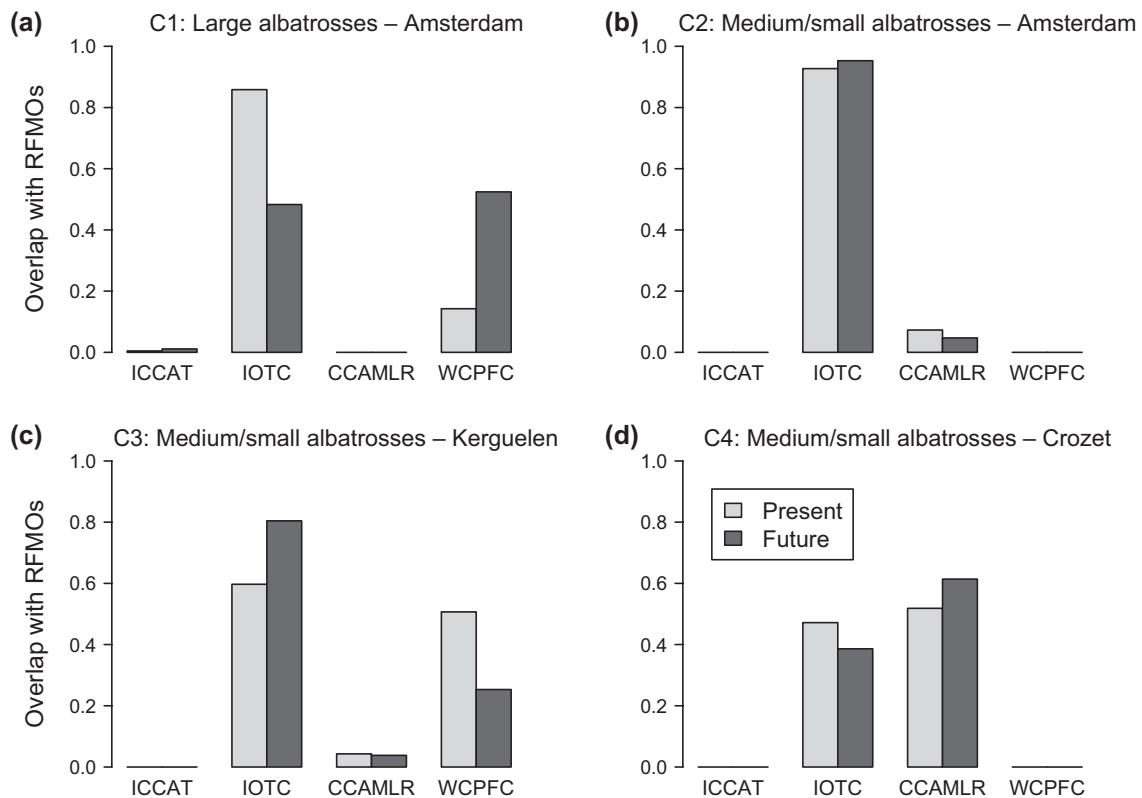 (a) C1: Large albatrosses – Amsterdam
Overlap with RFMOs
1.0
0.8
0.6
0.4
0.2
0.0
ICCAT IOTC CCAMLR WCPFC
(b) C2: Medium/small albatrosses – Amsterdam
1.0
0.8
0.6
0.4
0.2
0.0
ICCAT IOTC CCAMLR WCPFC
(c) C3: Medium/small albatrosses – Kerguelen
Overlap with RFMOs
1.0
0.8
0.6
0.4
0.2
0.0
ICCAT IOTC CCAMLR WCPFC
(d) C4: Medium/small albatrosses – Crozet
1.0
0.8
0.6
0.4
0.2
0.0
Present
Future
ICCAT IOTC CCAMLR WCPFC